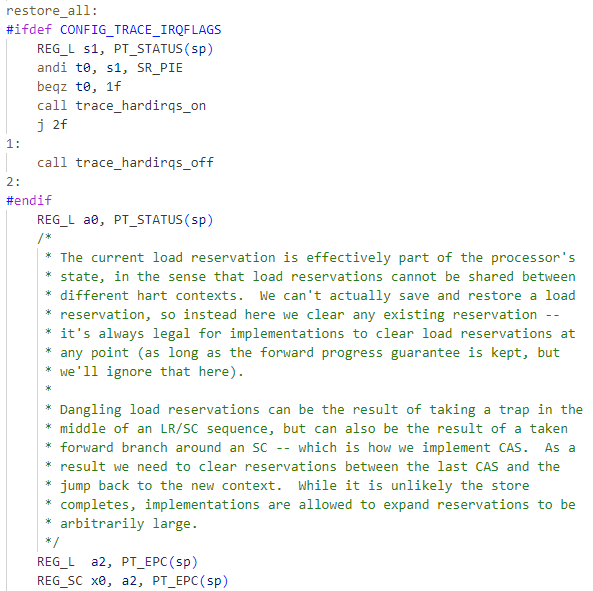 restore_all:
#ifdef CONFIG_TRACE_IRQFLAGS
    REG_L s1, PT_STATUS(sp)
    andi t0, s1, SR_PIE
    beqz t0, 1f
    call trace_hardirqs_on
    j 2f
1:
    call trace_hardirqs_off
2:
#endif
    REG_L a0, PT_STATUS(sp)
    /*
     * The current load reservation is effectively part of the processor's
     * state, in the sense that load reservations cannot be shared between
     * different hart contexts.  We can't actually save and restore a load
     * reservation, so instead here we clear any existing reservation --
     * it's always legal for implementations to clear load reservations at
     * any point (as long as the forward progress guarantee is kept, but
     * we'll ignore that here).
     *
     * Dangling load reservations can be the result of taking a trap in the
     * middle of an LR/SC sequence, but can also be the result of a taken
     * forward branch around an SC -- which is how we implement CAS.  As a
     * result we need to clear reservations between the last CAS and the
     * jump back to the new context.  While it is unlikely the store
     * completes, implementations are allowed to expand reservations to be
     * arbitrarily large.
     */
    REG_L  a2, PT_EPC(sp)
    REG_SC x0, a2, PT_EPC(sp)